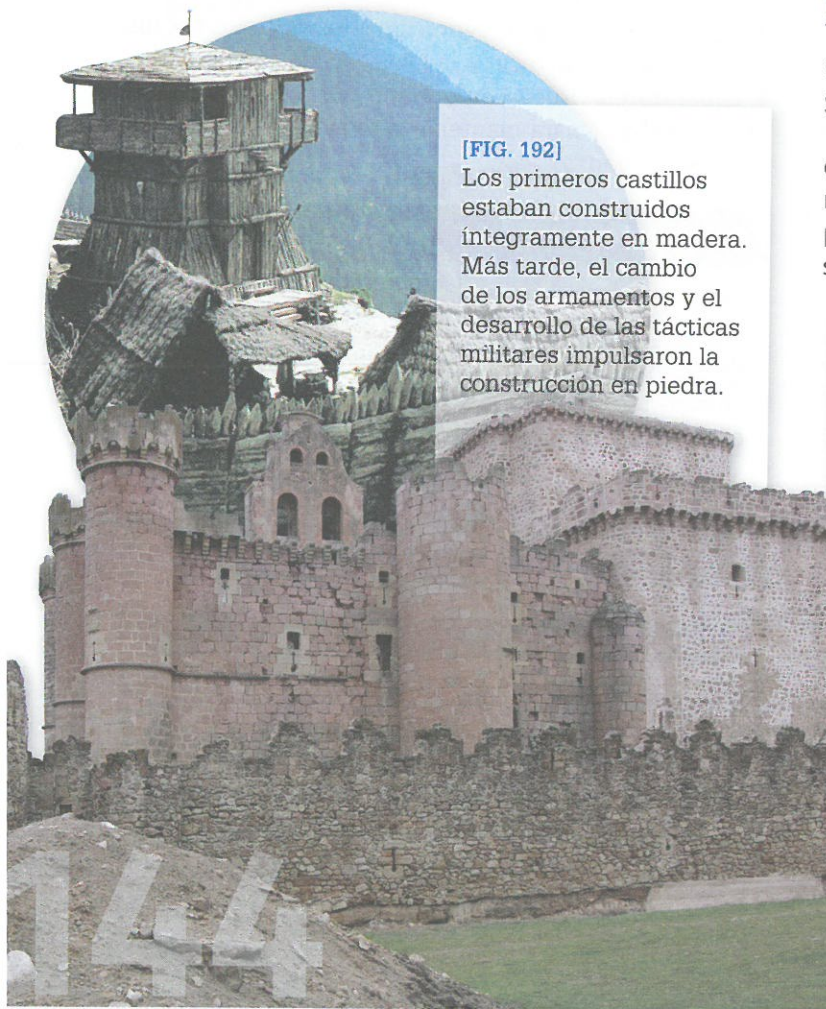 [FIG. 192]
Los primeros castillos
estaban construidos
íntegramente en madera.
Más tarde, el cambio
de los armamentos y el
desarrollo de las tácticas
militares impulsaron la
construcción en piedra.
144